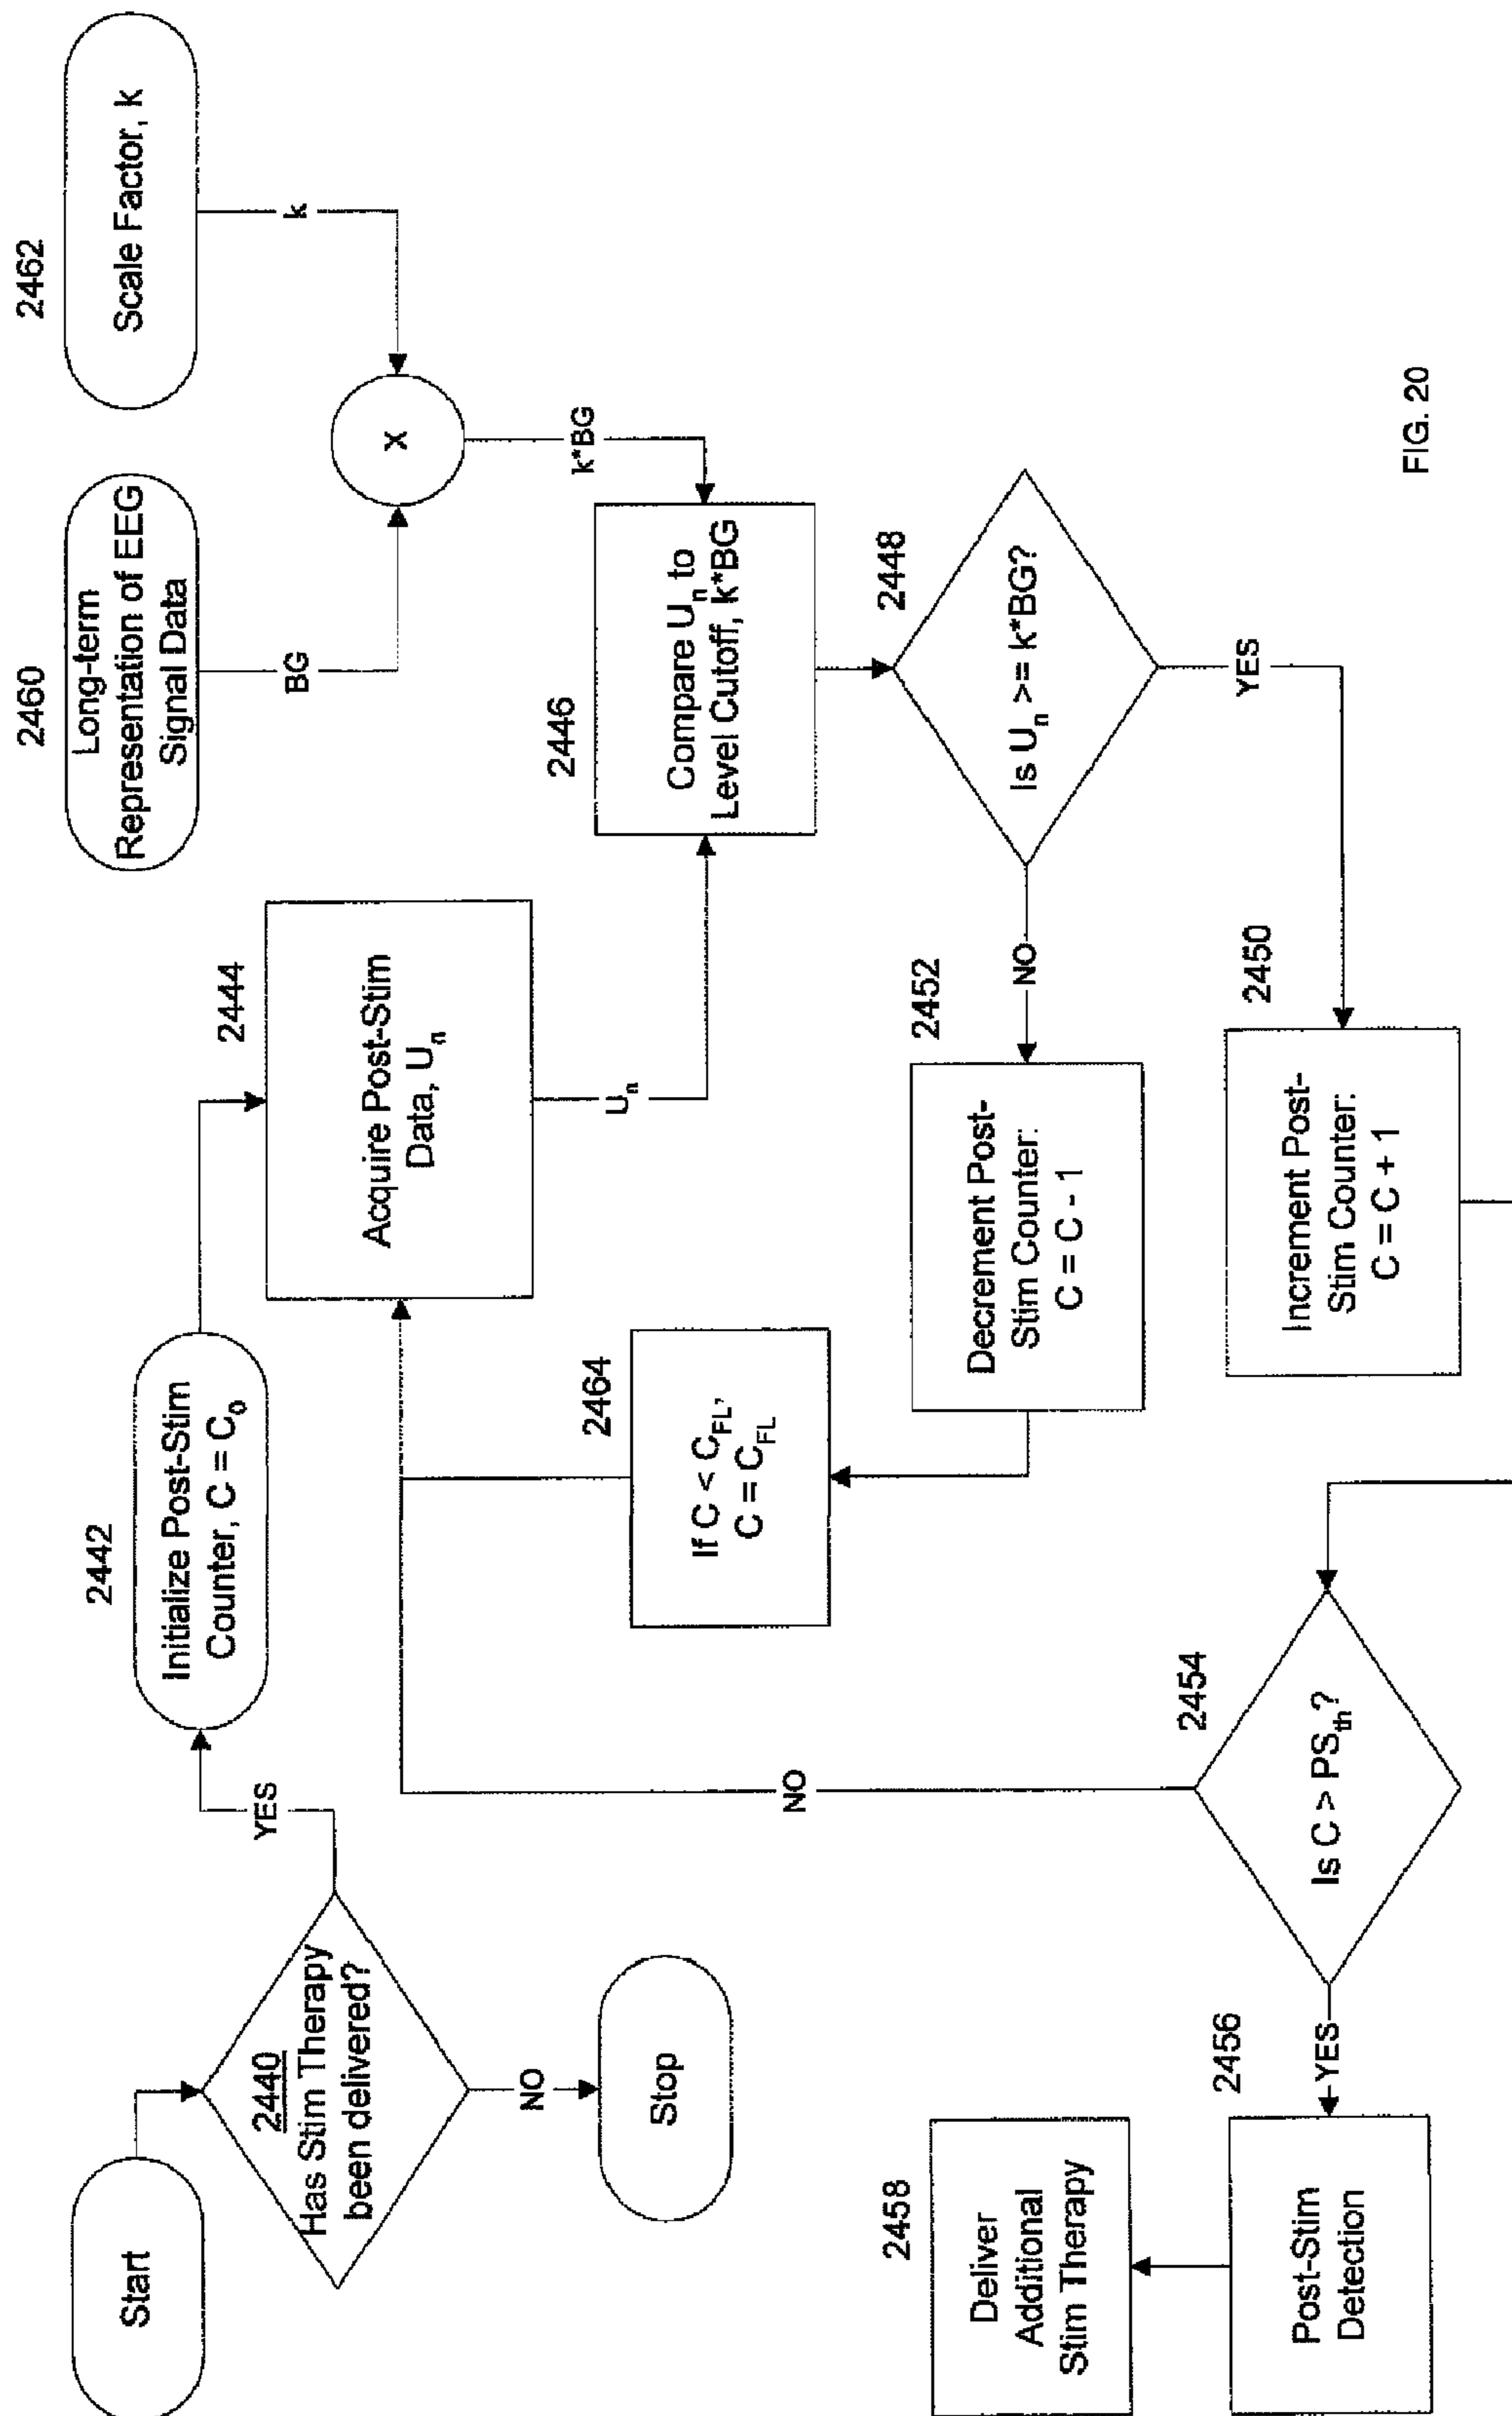 Start
2440
Has Stim Therapy
been delivered?
YES
NO
Stop
2442
Initialize Post-Stim
Counter, C = C₀
2444
Acquire Post-Stim
Data, Uₙ
Uₙ
2460
Long-term
Representation of EEG
Signal Data
BG
2462
Scale Factor, k
k
X
k*BG
2446
Compare Uₙ to
Level Cutoff, k*BG
2448
Is Uₙ >= k*BG?
NO
YES
2452
Decrement Post-
Stim Counter:
C = C - 1
2464
If C < C_FL,
C = C_FL
2450
Increment Post-
Stim Counter:
C = C + 1
2454
Is C > PS_th?
NO
YES
2456
Post-Stim
Detection
2458
Deliver
Additional
Stim Therapy
FIG. 20